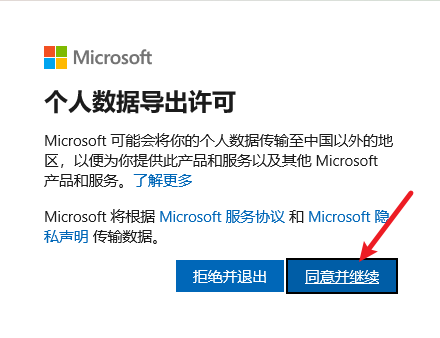 Microsoft
个人数据导出许可
Microsoft 可能会将你的个人数据传输至中国以外的地
区，以便为你提供此产品和服务以及其他 Microsoft
产品和服务。了解更多
Microsoft 将根据 Microsoft 服务协议 和 Microsoft 隐
私声明 传输数据。
拒绝并退出 同意并继续